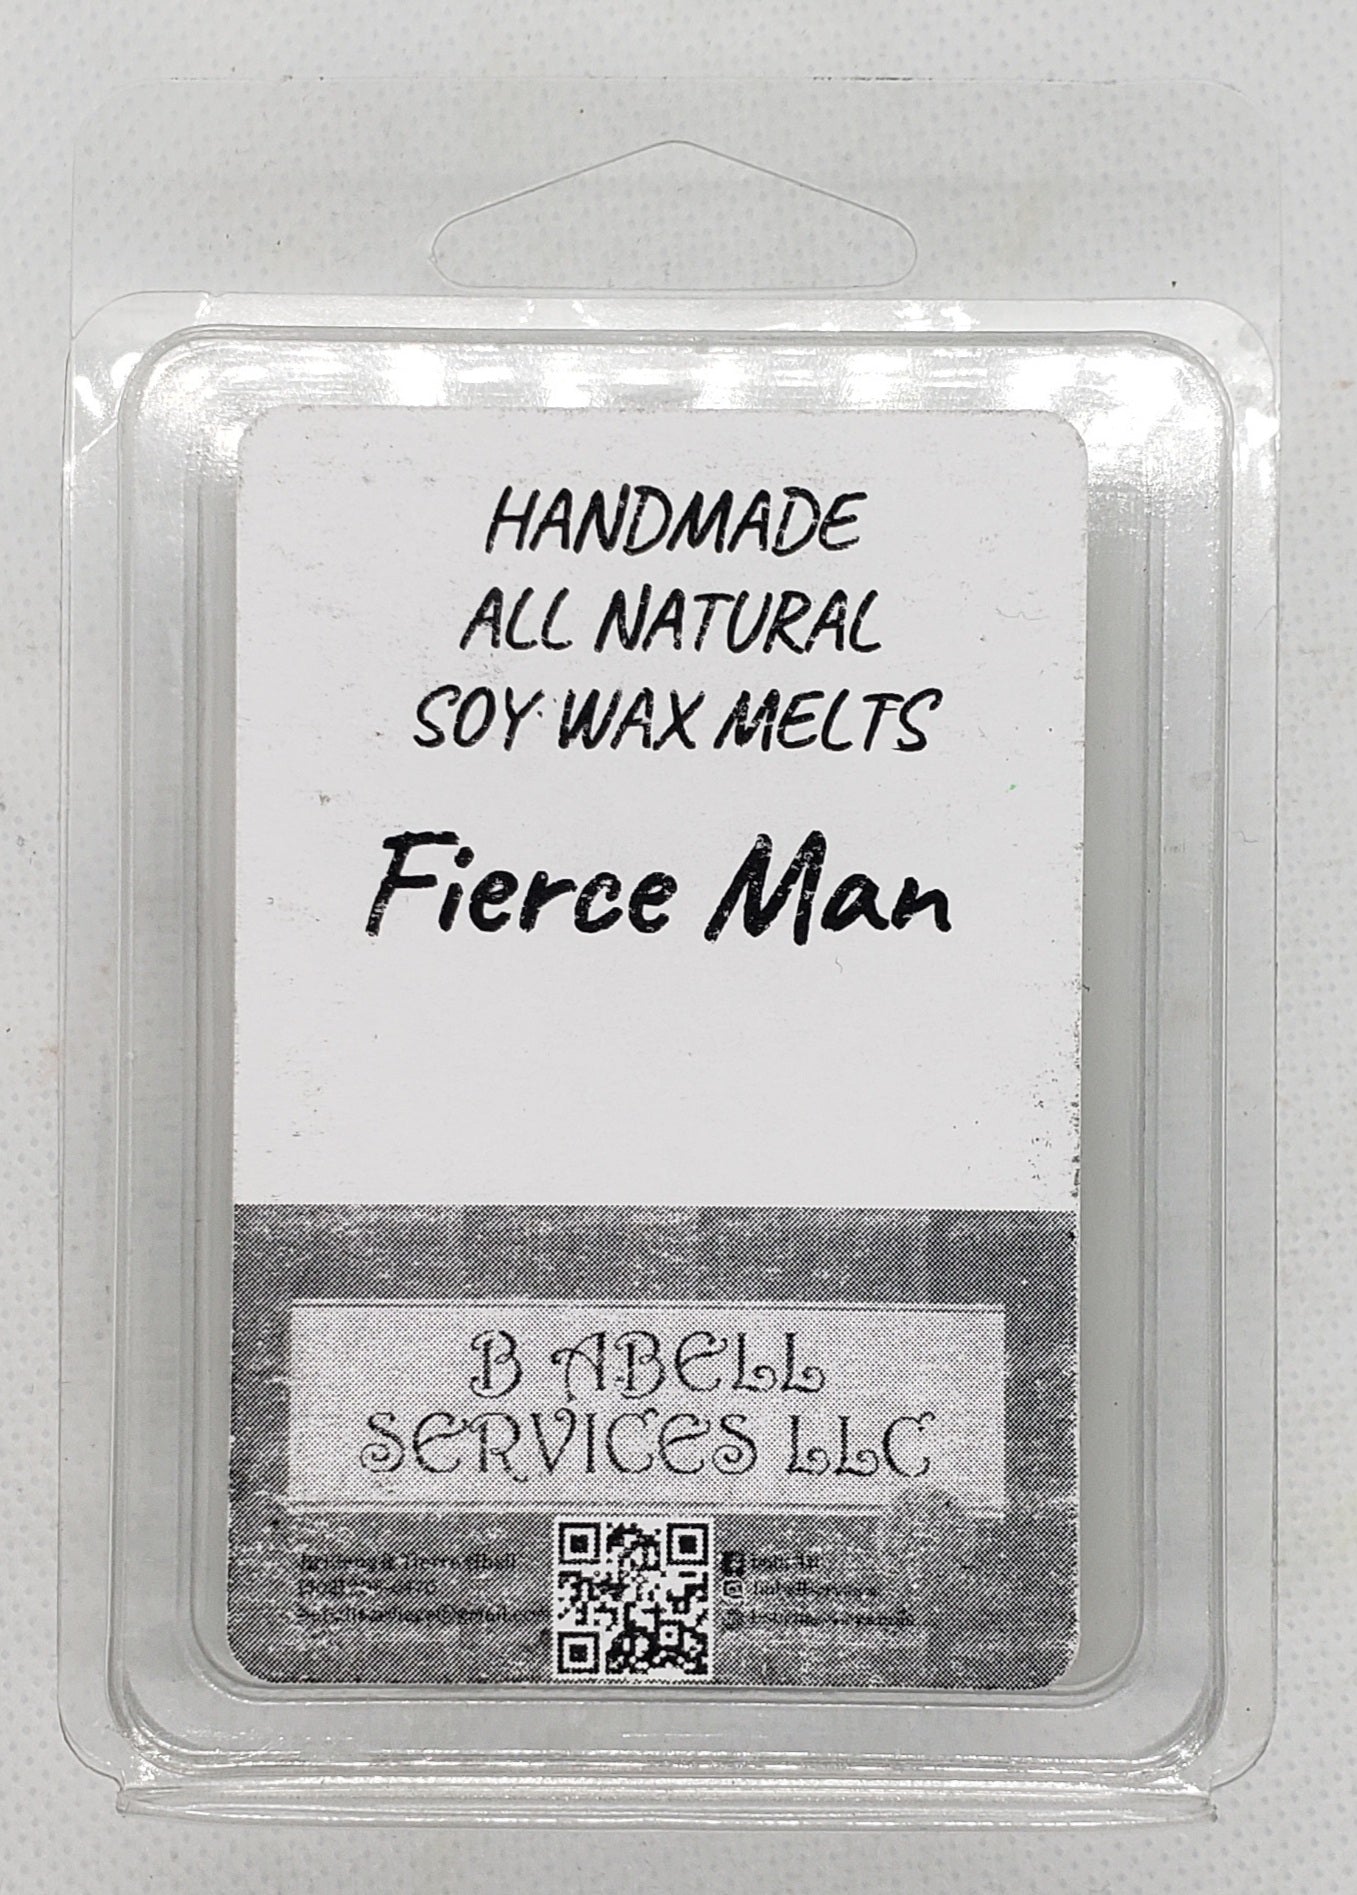 HANDMADE
ALL NATURAL
SOY WAX MELTS
Fierce Man
B ABELL
SERVICES LLC